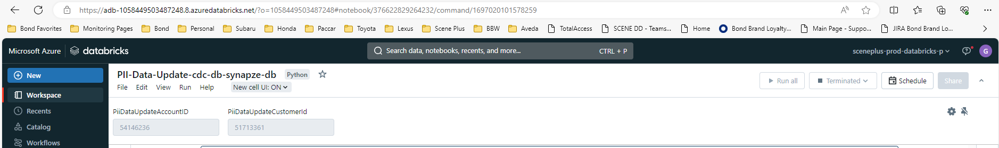 https://adb-1058449503487248.8.azuredatabricks.net/?o=1058449503487248#notebook/376622829264232/command/1697020101578259
Bond Favorites Monitoring Pages Bond Personal Subaru Honda Paccar Toyota Lexus Scene Plus BBW Aveda TotalAccess SCENE DD - Teams... Home Bond Brand Loyalty... Main Page - Suppo... JIRA Bond Brand Lo...
Microsoft Azure databricks Search data, notebooks, recents, and more... CTRL + P sceneplus-prod-databricks-p G
New PII-Data-Update-cdc-db-synapze-db Python
File Edit View Run Help New cell UI: ON Run all Terminated Schedule Share
Workspace
Recents PiiDataUpdateAccountID PiiDataUpdateCustomerId
Catalog 54146236 51713361
Workflows